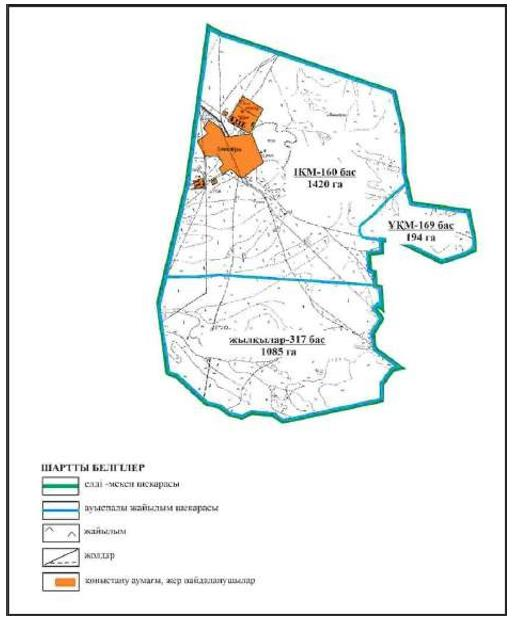 ІҚМ-160 бас
1420 га
ҰҚМ-169 бас
194 га
жылқылар-317 бас
1085 га
ШАРТТЫ БЕЛГІЛЕР
елді -мекен шекарасы
ауыспалы жайылым шекарасы
жайылым
жолдар
қоныстану аумағы, жер пайдаланушылар